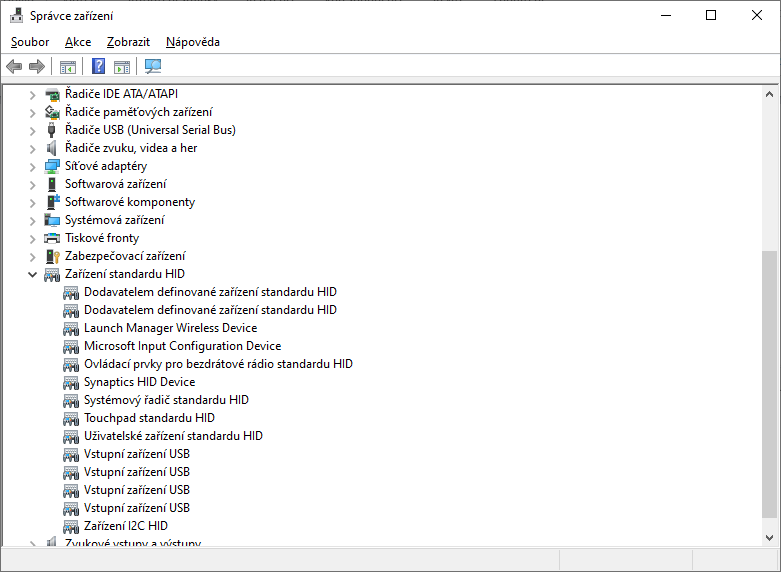 Správce zařízení
Soubor Akce Zobrazit Nápověda
Řadiče IDE ATA/ATAPI
Řadiče paměťových zařízení
Řadiče USB (Universal Serial Bus)
Řadiče zvuku, videa a her
Síťové adaptéry
Softwarová zařízení
Softwarové komponenty
Systémová zařízení
Tiskové fronty
Zabezpečovací zařízení
Zařízení standardu HID
Dodavatelem definované zařízení standardu HID
Dodavatelem definované zařízení standardu HID
Launch Manager Wireless Device
Microsoft Input Configuration Device
Ovládací prvky pro bezdrátové rádio standardu HID
Synaptics HID Device
Systémový řadič standardu HID
Touchpad standardu HID
Uživatelské zařízení standardu HID
Vstupní zařízení USB
Vstupní zařízení USB
Vstupní zařízení USB
Vstupní zařízení USB
Zařízení I2C HID
Zvukové vstupy a výstupy